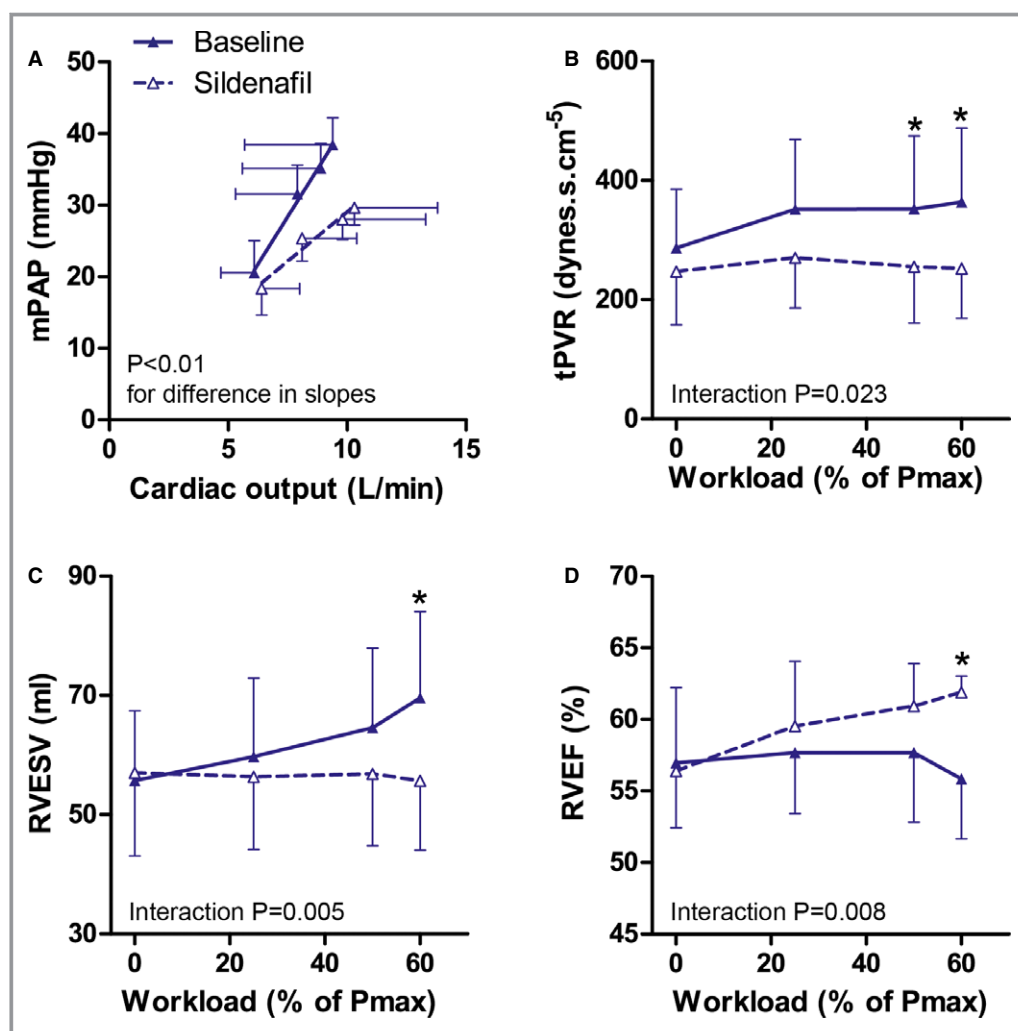 A
Baseline
Sildenafil
50
40
30
20
10
0
mPAP (mmHg)
P<0.01
for difference in slopes
0
5
10
15
Cardiac output (L/min)
B
600
400
200
0
tPVR (dynes.s.cm-5)
*
*
Interaction P=0.023
0
20
40
60
Workload (% of Pmax)
C
90
70
50
30
RVESV (ml)
*
Interaction P=0.005
0
20
40
60
Workload (% of Pmax)
D
70
65
60
55
50
45
RVEF (%)
*
Interaction P=0.008
0
20
40
60
Workload (% of Pmax)